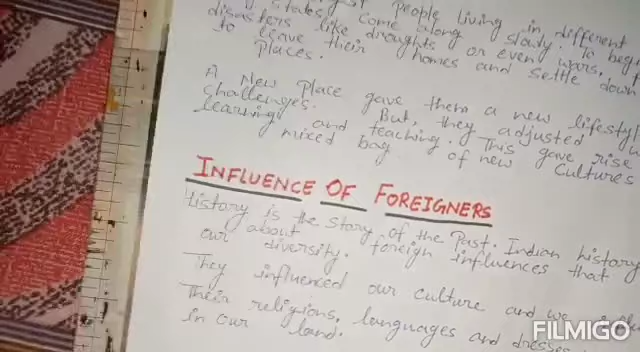 people living in different
states, come along slowly. To begin
disasters like droughts or even wars,
to leave their homes and settle down
places.
A New Place gave them a new lifestyle
challenges. But, they adjusted
learning and teaching. This gave rise
mixed bag of new cultures
INFLUENCE OF FOREIGNERS
History is the story of the Past. Indian history
our about foreign influences that
diversity.
They influenced our culture and we
Their religions, languages and dresses
in our land.
FILMIGO